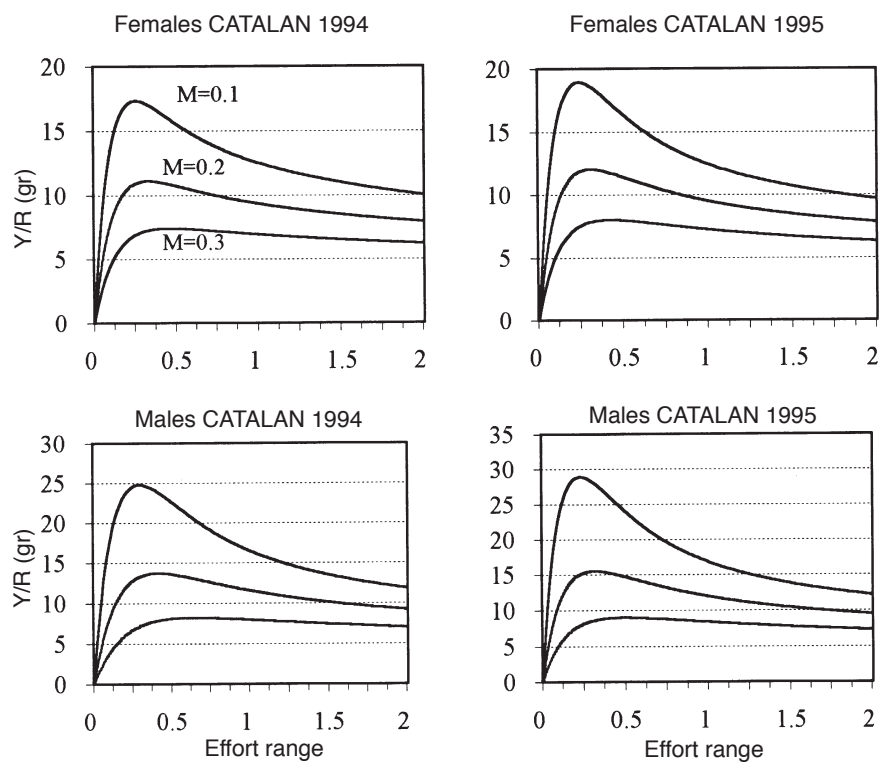 Females CATALAN 1994
Females CATALAN 1995
20
15
10
5
0
Y/R (gr)
M=0.1
M=0.2
M=0.3
0 0.5 1 1.5 2
20
15
10
5
0
0 0.5 1 1.5 2
Males CATALAN 1994
Males CATALAN 1995
30
25
20
15
10
5
0
Y/R (gr)
0 0.5 1 1.5 2
Effort range
35
30
25
20
15
10
5
0
0 0.5 1 1.5 2
Effort range